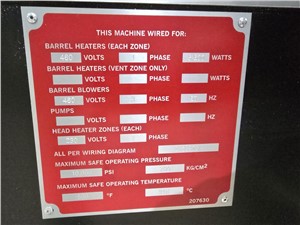 THIS MACHINE WIRED FOR:
BARREL HEATERS (EACH ZONE)
480 VOLTS PHASE WATTS
BARREL HEATERS (VENT ZONE ONLY)
VOLTS PHASE WATTS
BARREL BLOWERS
480 VOLTS PHASE HZ
PUMPS
VOLTS PHASE HZ
HEAD HEATER ZONES (EACH)
VOLTS PHASE
ALL PER WIRING DIAGRAM
MAXIMUM SAFE OPERATING PRESSURE
PSI KG/CM²
MAXIMUM SAFE OPERATING TEMPERATURE
°F °C
207630